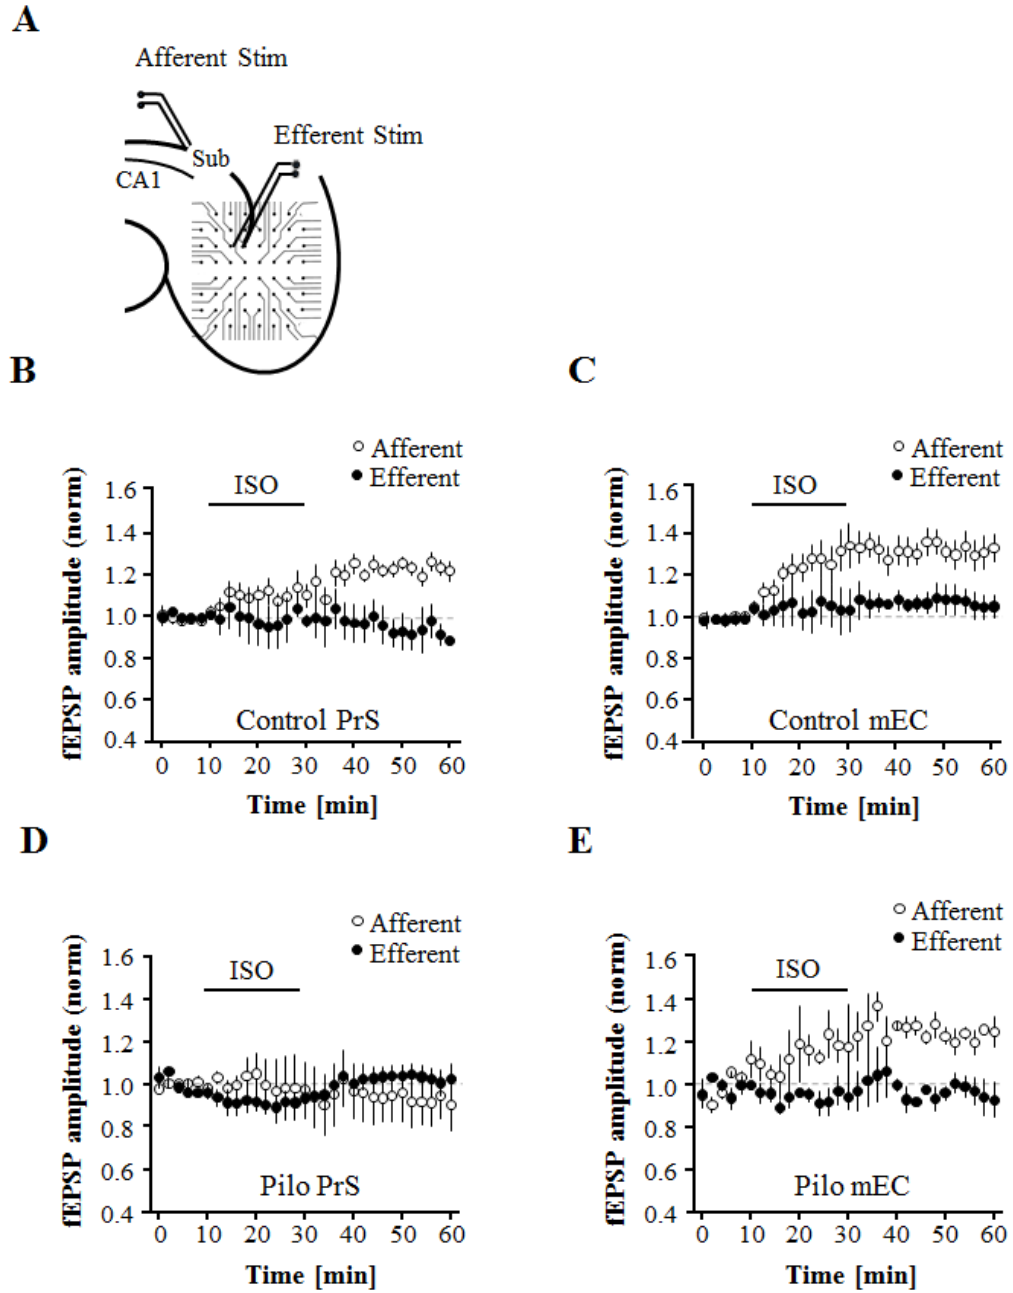 A
Afferent Stim
Efferent Stim
Sub
CA1
B
Afferent
Efferent
ISO
fEPSP amplitude (norm)
1.6
1.4
1.2
1.0
0.8
0.6
0.4
Control PrS
0 10 20 30 40 50 60
Time [min]
C
Afferent
Efferent
ISO
fEPSP amplitude (norm)
1.6
1.4
1.2
1.0
0.8
0.6
0.4
Control mEC
0 10 20 30 40 50 60
Time [min]
D
Afferent
Efferent
ISO
fEPSP amplitude (norm)
1.6
1.4
1.2
1.0
0.8
0.6
0.4
Pilo PrS
0 10 20 30 40 50 60
Time [min]
E
Afferent
Efferent
ISO
fEPSP amplitude (norm)
1.6
1.4
1.2
1.0
0.8
0.6
0.4
Pilo mEC
0 10 20 30 40 50 60
Time [min]